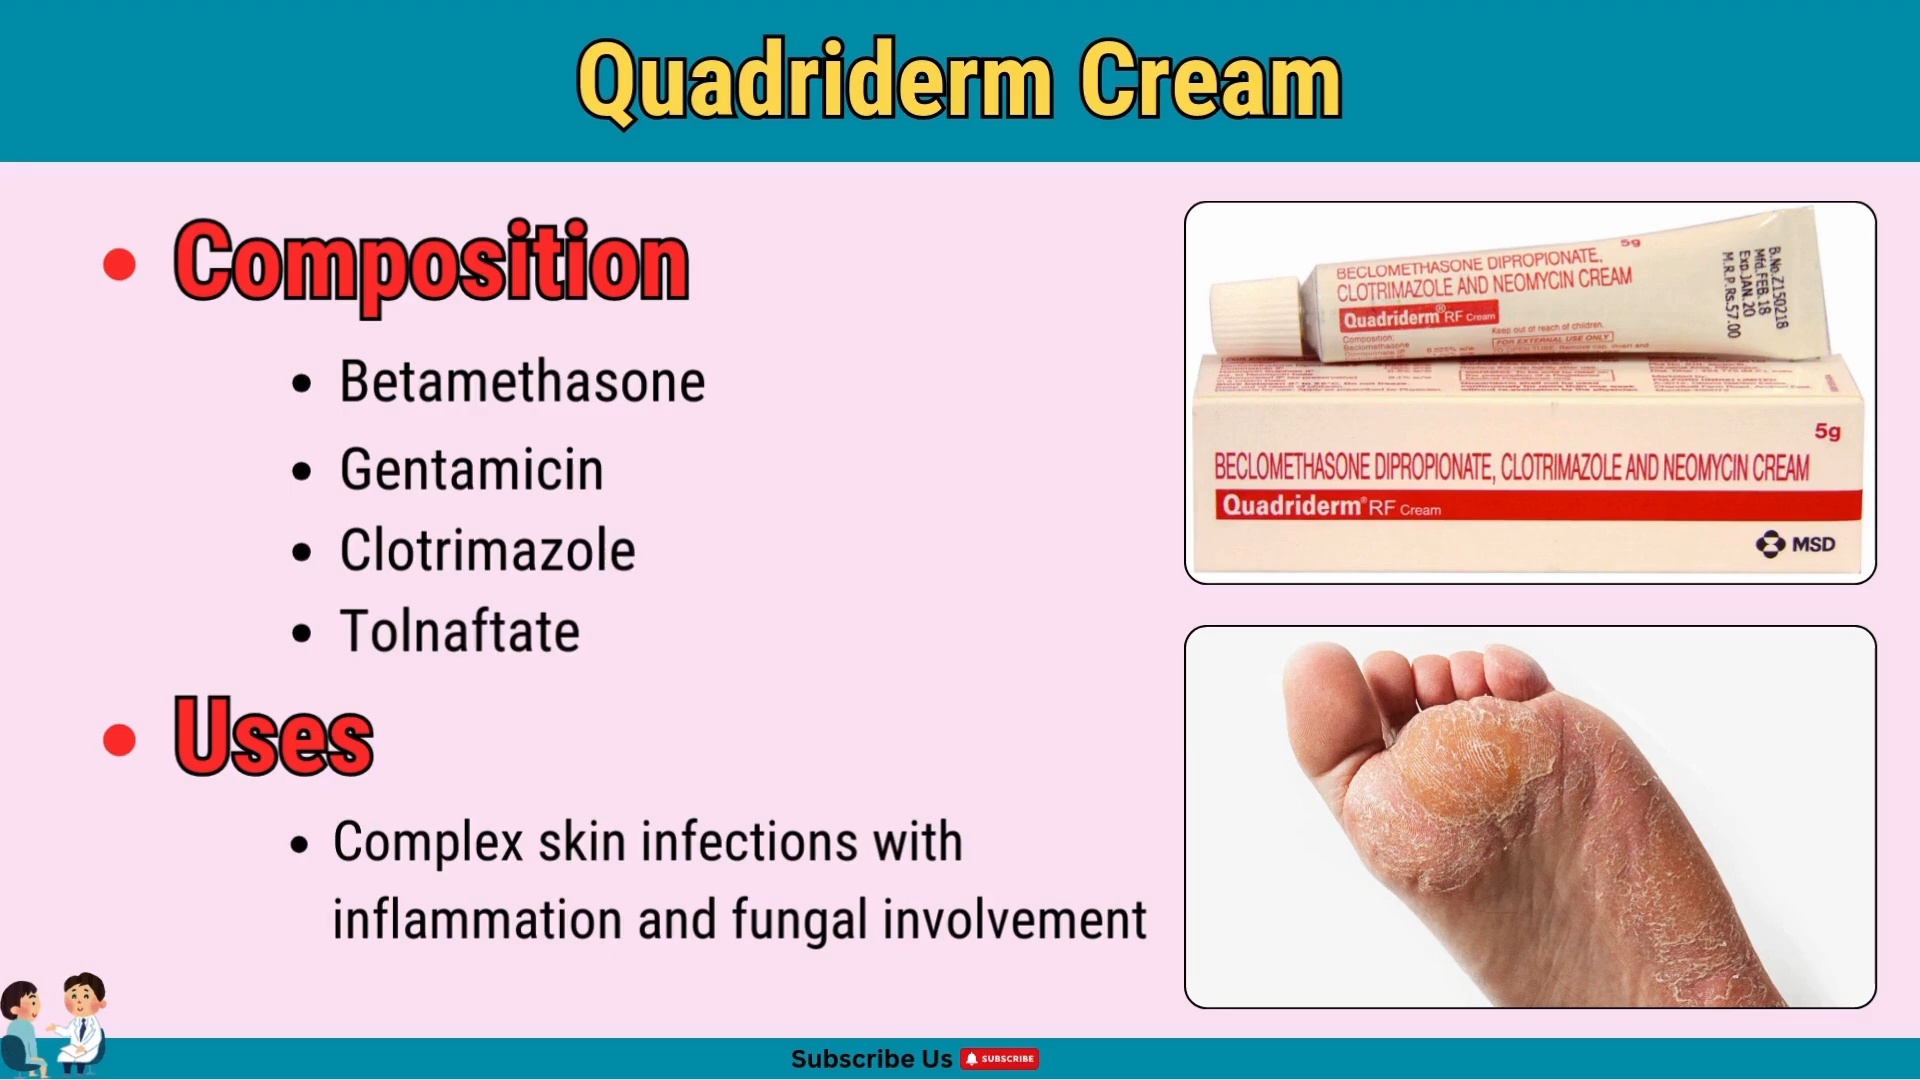 Quadriderm Cream
Composition
Betamethasone
Gentamicin
Clotrimazole
Tolnaftate
Uses
Complex skin infections with
inflammation and fungal involvement
5g
BECLOMETHASONE DIPROPIONATE,
CLOTRIMAZOLE AND NEOMYCIN CREAM
Quadriderm® RF Cream
Keep out of reach of children.
Composition:
Beclomethasone
FOR EXTERNAL USE ONLY
B.No.Z150218
Mfd.FEB. 18
Exp.JAN. 20
M.R.P.Rs.57.00
5g
BECLOMETHASONE DIPROPIONATE, CLOTRIMAZOLE AND NEOMYCIN CREAM
Quadriderm® RF Cream
MSD
Subscribe Us SUBSCRIBE